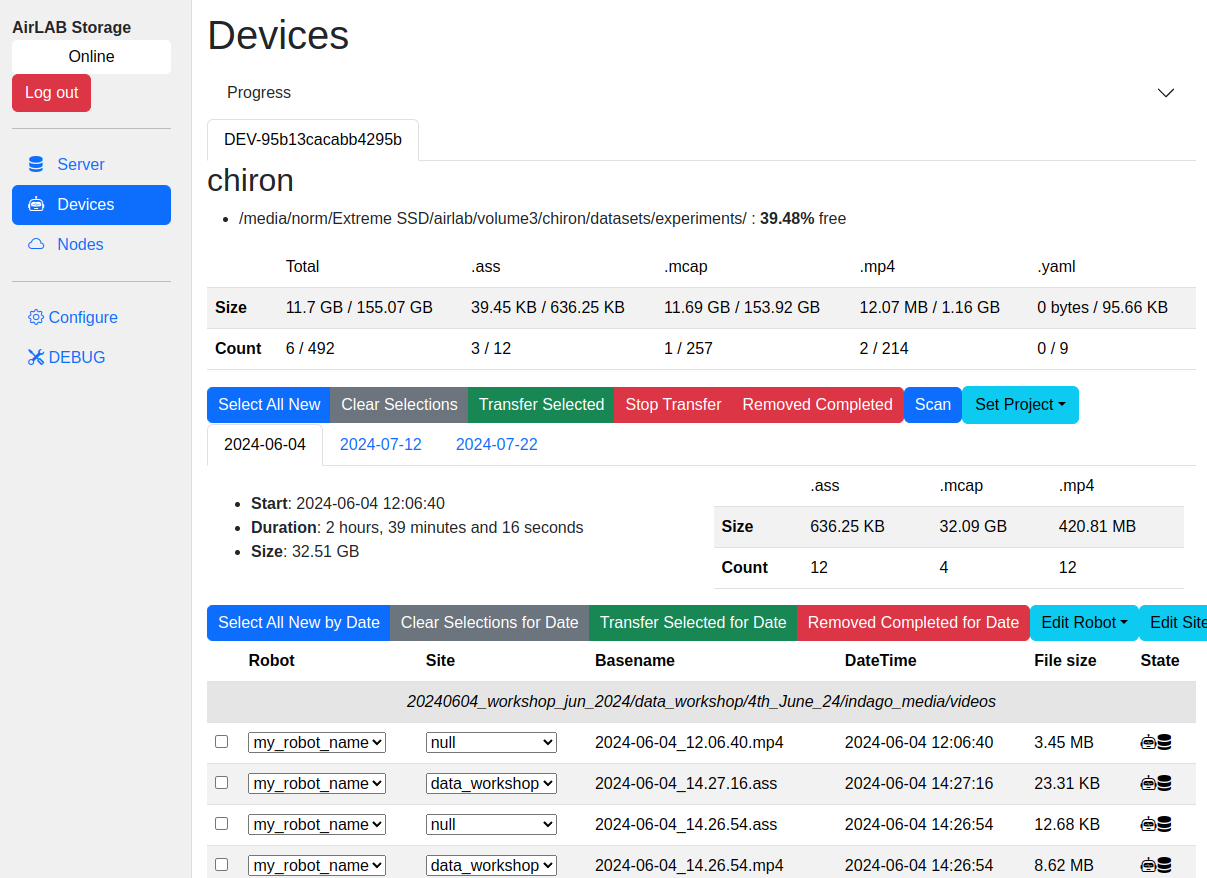 AirLAB Storage
Online
Log out
Server
Devices
Nodes
Configure
DEBUG
Devices
Progress
DEV-95b13cacabb4295b
chiron
/media/norm/Extreme SSD/airlab/volume3/chiron/datasets/experiments/ : 39.48% free
Total .ass .mcap .mp4 .yaml
Size 11.7 GB / 155.07 GB 39.45 KB / 636.25 KB 11.69 GB / 153.92 GB 12.07 MB / 1.16 GB 0 bytes / 95.66 KB
Count 6 / 492 3 / 12 1 / 257 2 / 214 0 / 9
Select All New Clear Selections Transfer Selected Stop Transfer Removed Completed Scan Set Project
2024-06-04 2024-07-12 2024-07-22
Start: 2024-06-04 12:06:40
Duration: 2 hours, 39 minutes and 16 seconds
Size: 32.51 GB
.ass .mcap .mp4
Size 636.25 KB 32.09 GB 420.81 MB
Count 12 4 12
Select All New by Date Clear Selections for Date Transfer Selected for Date Removed Completed for Date Edit Robot Edit Site
Robot Site Basename DateTime File size State
20240604_workshop_jun_2024/data_workshop/4th_June_24/indago_media/videos
my_robot_name null 2024-06-04_12.06.40.mp4 2024-06-04 12:06:40 3.45 MB
my_robot_name data_workshop 2024-06-04_14.27.16.ass 2024-06-04 14:27:16 23.31 KB
my_robot_name null 2024-06-04_14.26.54.ass 2024-06-04 14:26:54 12.68 KB
my_robot_name data_workshop 2024-06-04_14.26.54.mp4 2024-06-04 14:26:54 8.62 MB